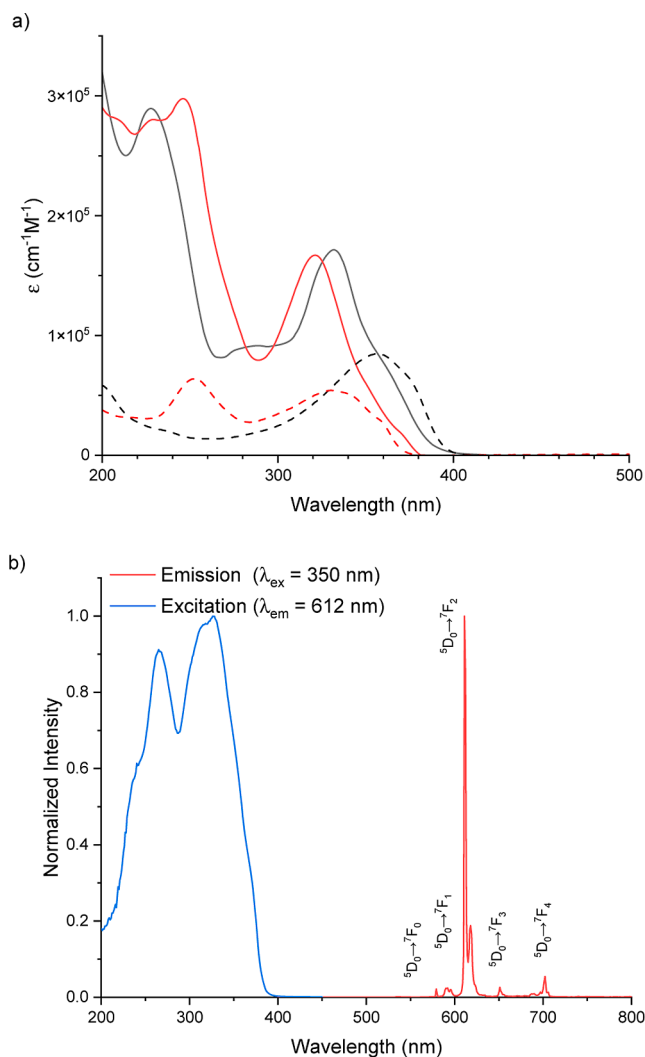 a)
3×10⁵
2×10⁵
1×10⁵
0
ε (cm⁻¹M⁻¹)
200 300 400 500
Wavelength (nm)
b)
Emission (λₑₓ = 350 nm)
Excitation (λₑₘ = 612 nm)
1.0
0.8
0.6
0.4
0.2
0.0
Normalized Intensity
⁵D₀→⁷F₀
⁵D₀→⁷F₁
⁵D₀→⁷F₂
⁵D₀→⁷F₃
⁵D₀→⁷F₄
200 300 400 500 600 700 800
Wavelength (nm)